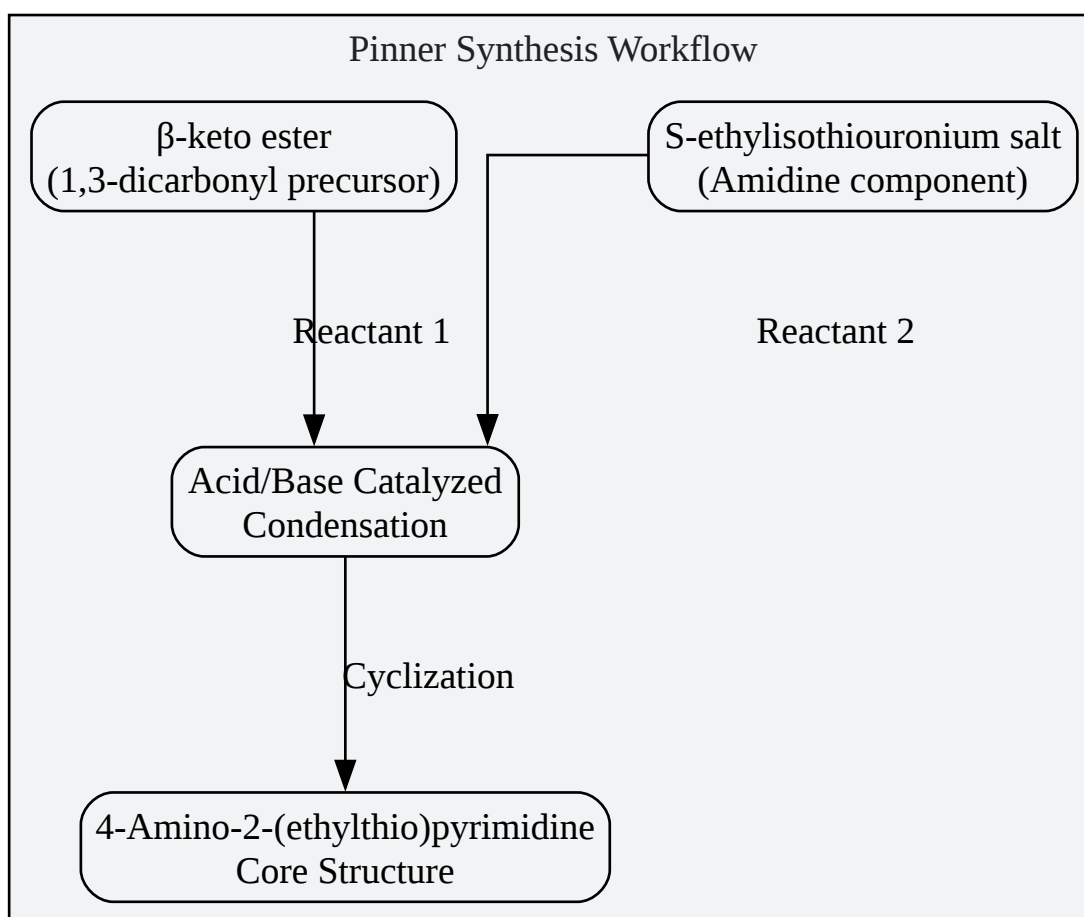 Pinner Synthesis Workflow
β-keto ester
(1,3-dicarbonyl precursor)
S-ethylisothiouronium salt
(Amidine component)
Reactant 1
Reactant 2
Acid/Base Catalyzed
Condensation
Cyclization
4-Amino-2-(ethylthio)pyrimidine
Core Structure